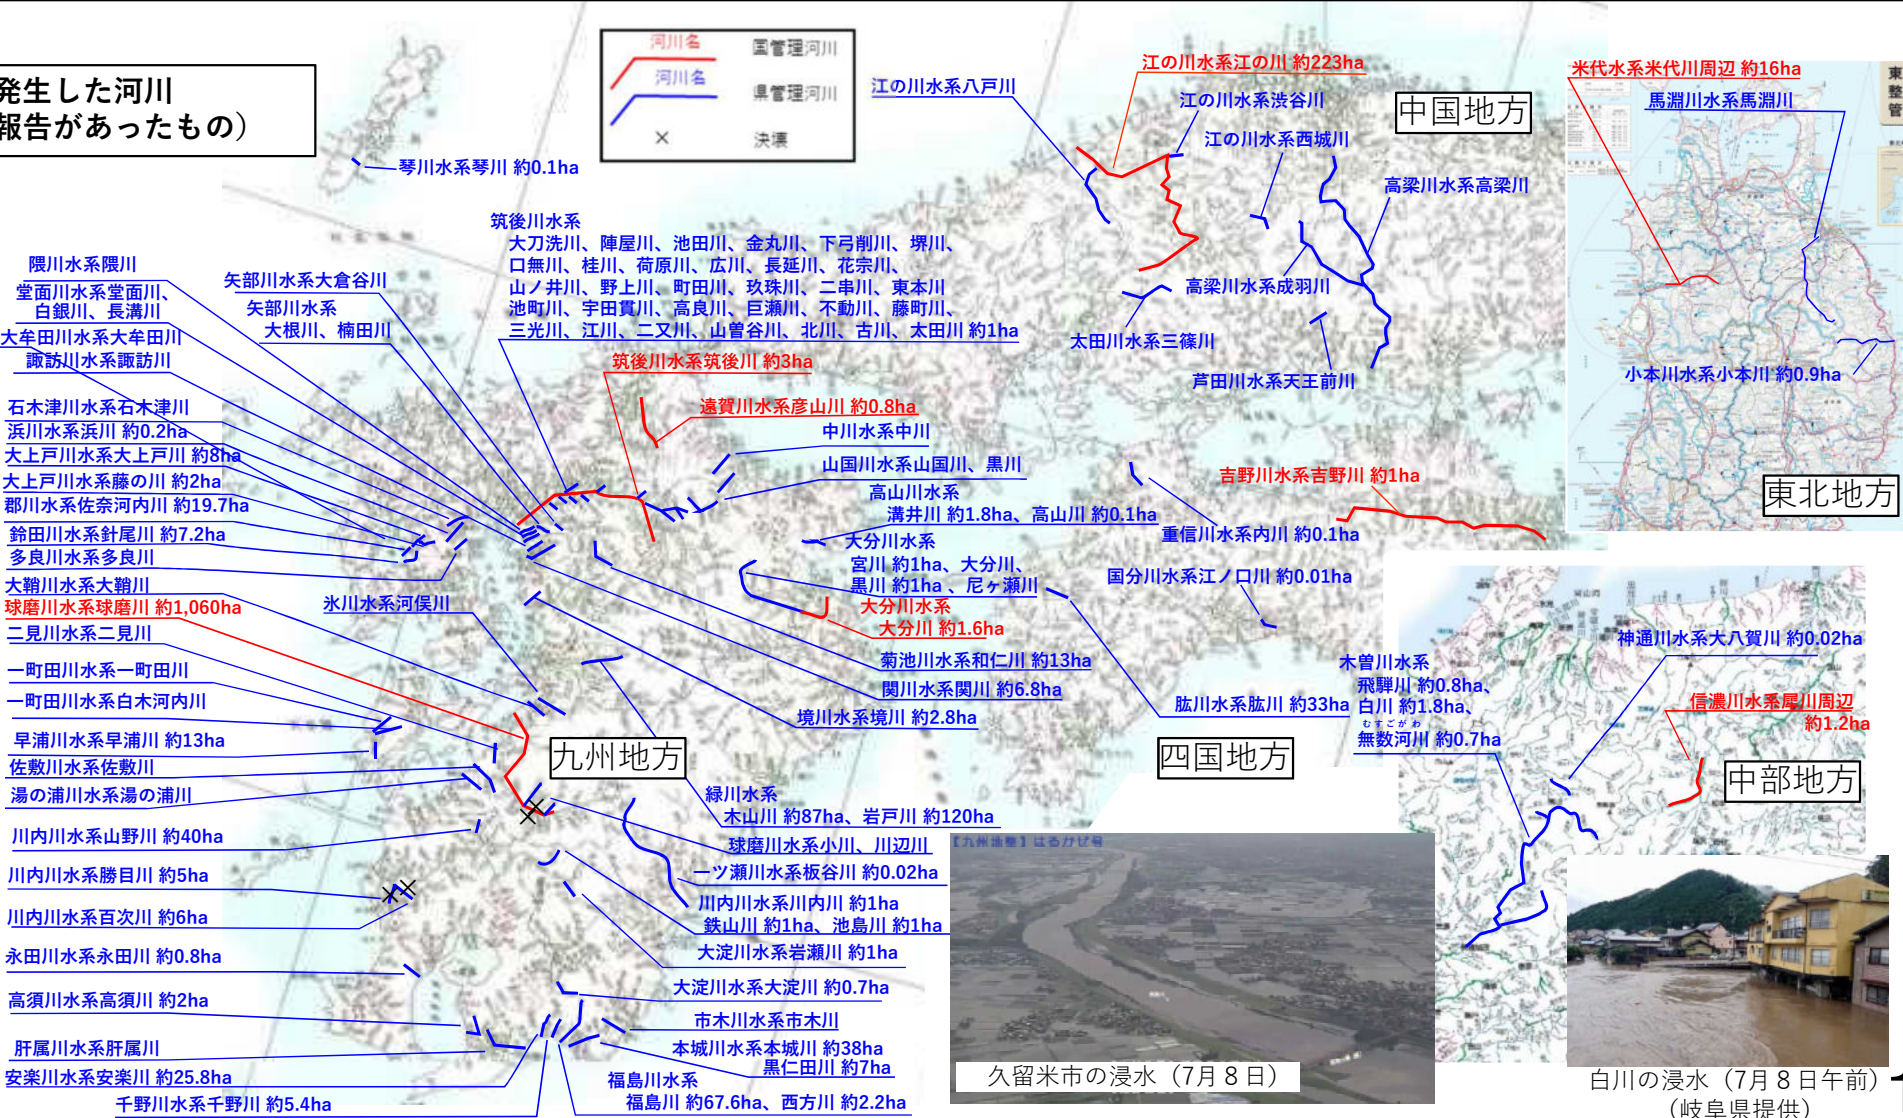 発生した河川
報告があったもの）
河川名
国管理河川
河川名
県管理河川
×
決壊
琴川水系琴川 約0.1ha
江の川水系八戸川
江の川水系江の川 約223ha
江の川水系渋谷川
江の川水系西城川
中国地方
高梁川水系高梁川
高梁川水系成羽川
太田川水系三篠川
芦田川水系天王前川
米代水系米代川周辺 約16ha
馬淵川水系馬淵川
東
整
管
小本川水系小本川 約0.9ha
東北地方
筑後川水系
大刀洗川、陣屋川、池田川、金丸川、下弓削川、堺川、
口無川、桂川、荷原川、広川、長延川、花宗川、
山ノ井川、野上川、町田川、玖珠川、二串川、東本川
池町川、宇田貫川、高良川、巨瀬川、不動川、藤町川、
三光川、江川、二又川、山曽谷川、北川、古川、太田川 約1ha
筑後川水系筑後川 約3ha
遠賀川水系彦山川 約0.8ha
中川水系中川
山国川水系山国川、黒川
高山川水系
溝井川 約1.8ha、高山川 約0.1ha
大分川水系
宮川 約1ha、大分川、
黒川 約1ha 、尼ヶ瀬川
大分川水系
大分川 約1.6ha
菊池川水系和仁川 約13ha
関川水系関川 約6.8ha
境川水系境川 約2.8ha
隈川水系隈川
堂面川水系堂面川、
白銀川、長溝川
大牟田川水系大牟田川
諏訪川水系諏訪川
矢部川水系大倉谷川
矢部川水系
大根川、楠田川
石木津川水系石木津川
浜川水系浜川 約0.2ha
大上戸川水系大上戸川 約8ha
大上戸川水系藤の川 約2ha
郡川水系佐奈河内川 約19.7ha
鈴田川水系針尾川 約7.2ha
多良川水系多良川
大鞘川水系大鞘川
球磨川水系球磨川 約1,060ha
氷川水系河俣川
二見川水系二見川
一町田川水系一町田川
一町田川水系白木河内川
早浦川水系早浦川 約13ha
佐敷川水系佐敷川
湯の浦川水系湯の浦川
川内川水系山野川 約40ha
川内川水系勝目川 約5ha
川内川水系百次川 約6ha
永田川水系永田川 約0.8ha
高須川水系高須川 約2ha
肝属川水系肝属川
安楽川水系安楽川 約25.8ha
千野川水系千野川 約5.4ha
九州地方
緑川水系
木山川 約87ha、岩戸川 約120ha
球磨川水系小川、川辺川
一ツ瀬川水系板谷川 約0.02ha
川内川水系川内川 約1ha
鉄山川 約1ha、池島川 約1ha
大淀川水系岩瀬川 約1ha
大淀川水系大淀川 約0.7ha
市木川水系市木川
本城川水系本城川 約38ha
黒仁田川 約7ha
福島川水系
福島川 約67.6ha、西方川 約2.2ha
吉野川水系吉野川 約1ha
重信川水系内川 約0.1ha
国分川水系江ノ口川 約0.01ha
肱川水系肱川 約33ha
四国地方
木曽川水系
飛騨川 約0.8ha、
白川 約1.8ha、
むすごがわ
無数河川 約0.7ha
神通川水系大八賀川 約0.02ha
信濃川水系犀川周辺
約1.2ha
中部地方
【九州地整】はるかぜ号
久留米市の浸水（7月８日）
白川の浸水（7月８日午前）
（岐阜県提供）